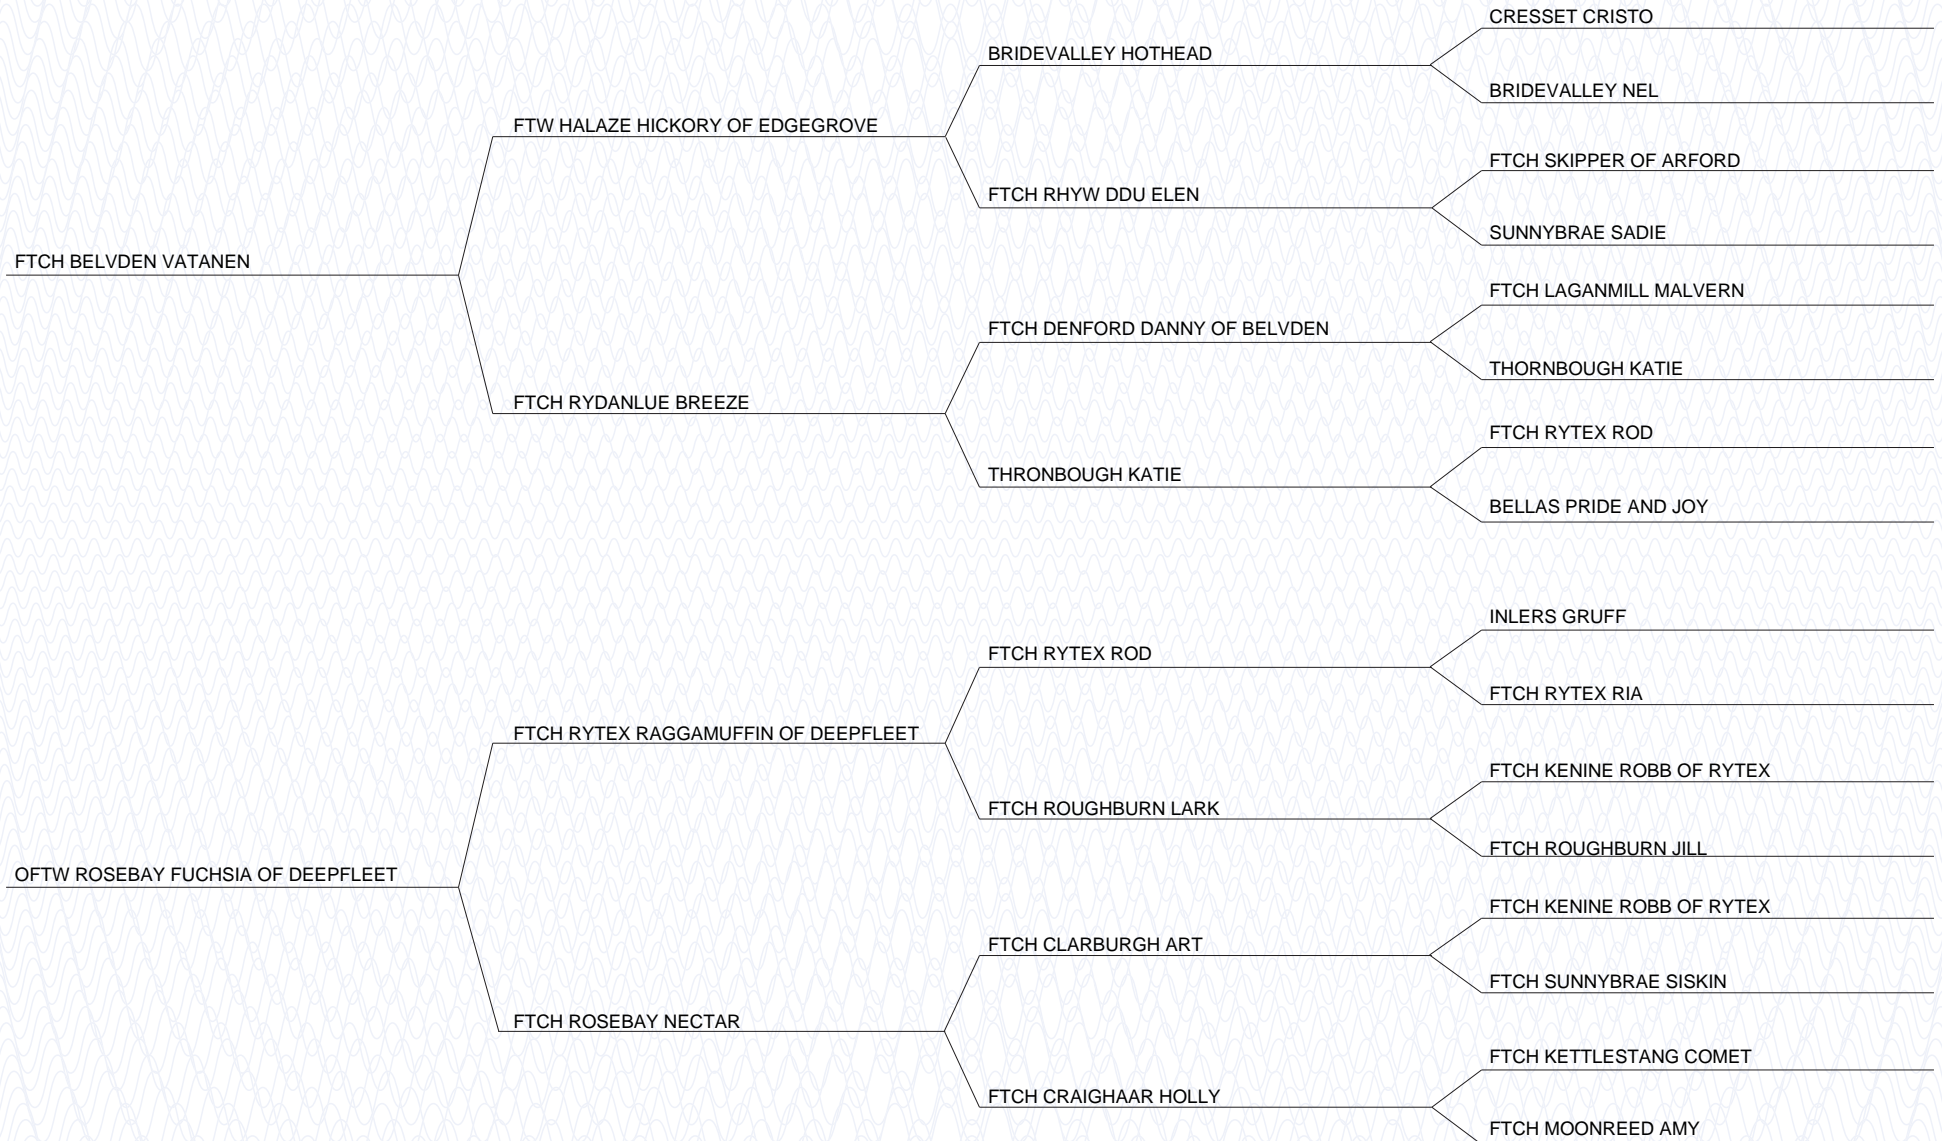 CRESSET CRISTO
BRIDEVALLEY HOTHEAD
BRIDEVALLEY NEL
FTW HALAZE HICKORY OF EDGEGROVE
FTCH SKIPPER OF ARFORD
FTCH RHYW DDU ELEN
SUNNYBRAE SADIE
FTCH BELVDEN VATANEN
FTCH LAGANMILL MALVERN
FTCH DENFORD DANNY OF BELVDEN
THORNBOUGH KATIE
FTCH RYDANLUE BREEZE
FTCH RYTEX ROD
THRONBOUGH KATIE
BELLAS PRIDE AND JOY
INLERS GRUFF
FTCH RYTEX ROD
FTCH RYTEX RIA
FTCH RYTEX RAGGAMUFFIN OF DEEPFLEET
FTCH KENINE ROBB OF RYTEX
FTCH ROUGHBURN LARK
FTCH ROUGHBURN JILL
OFTW ROSEBAY FUCHSIA OF DEEPFLEET
FTCH KENINE ROBB OF RYTEX
FTCH CLARBURGH ART
FTCH SUNNYBRAE SISKIN
FTCH ROSEBAY NECTAR
FTCH KETTLESTANG COMET
FTCH CRAIGHAAR HOLLY
FTCH MOONREED AMY